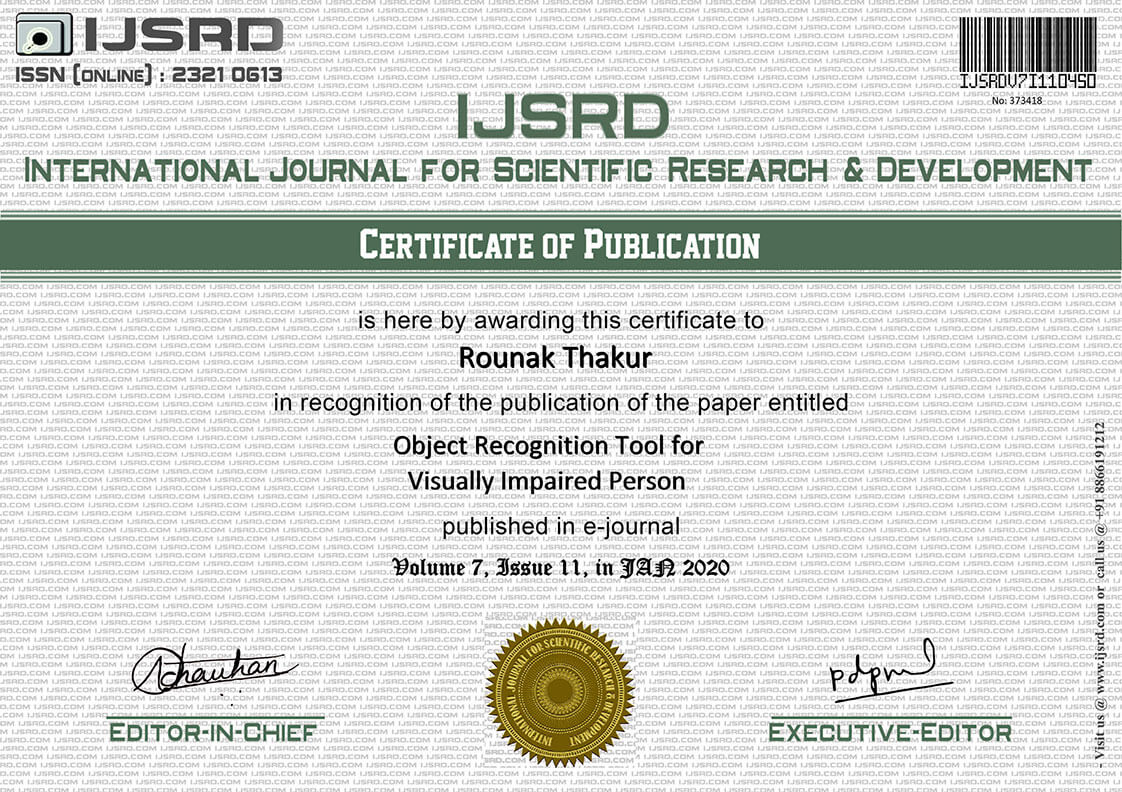 IJSRD
ISSN (ONLINE) : 2321 0613
IJSRDV7I110450
No: 373418
IJSRD
INTERNATIONAL JOURNAL FOR SCIENTIFIC RESEARCH & DEVELOPMENT
CERTIFICATE OF PUBLICATION
is here by awarding this certificate to
Rounak Thakur
in recognition of the publication of the paper entitled
Object Recognition Tool for
Visually Impaired Person
published in e-journal
Volume 7, Issue 11, in JAN 2020
INTERNATIONAL JOURNAL FOR SCIENTIFIC RESEARCH & DEVELOPMENT
EDITOR-IN-CHIEF
EXECUTIVE-EDITOR
- Visit us @ www.ijsrd.com or call us @ +91 8866191212